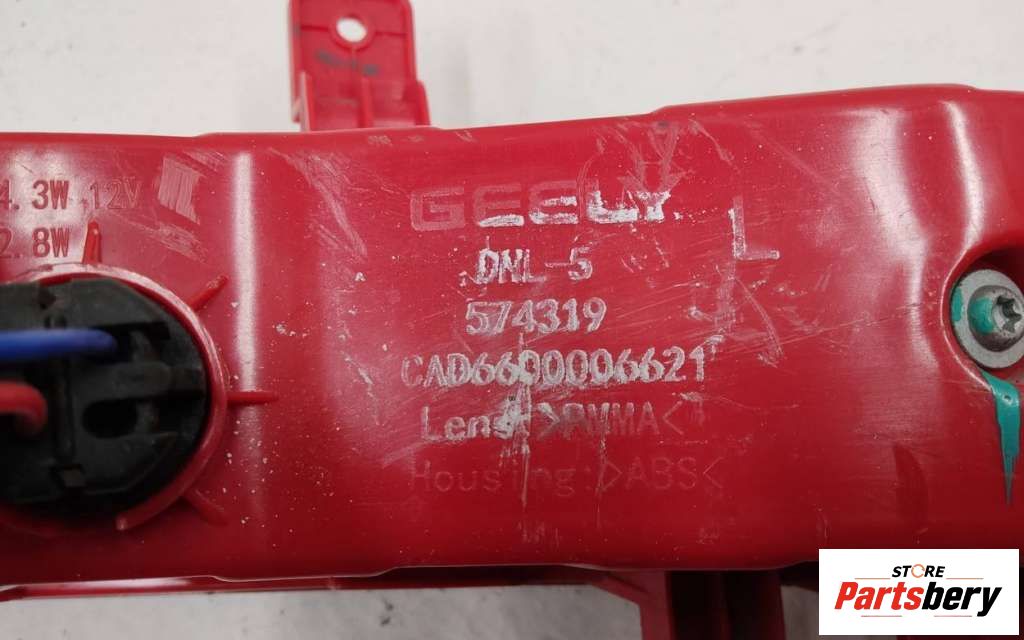 4.3W 12V
2.8W
GEELY
L
DNL-5
574319
CAD6600006621
Lens >PMMA<
Housing: >ABS<
STORE
Partsbery